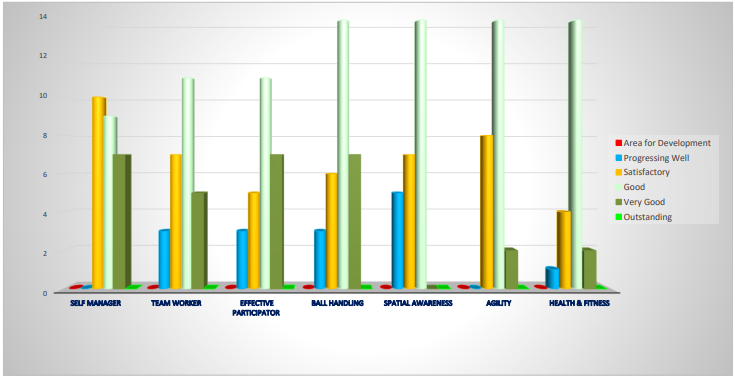 14
12
10
8
6
4
2
0
SELF MANAGER
TEAM WORKER
EFFECTIVE
PARTICIPATOR
BALL HANDLING
SPATIAL AWARENESS
AGILITY
HEALTH & FITNESS
Area for Development
Progressing Well
Satisfactory
Good
Very Good
Outstanding